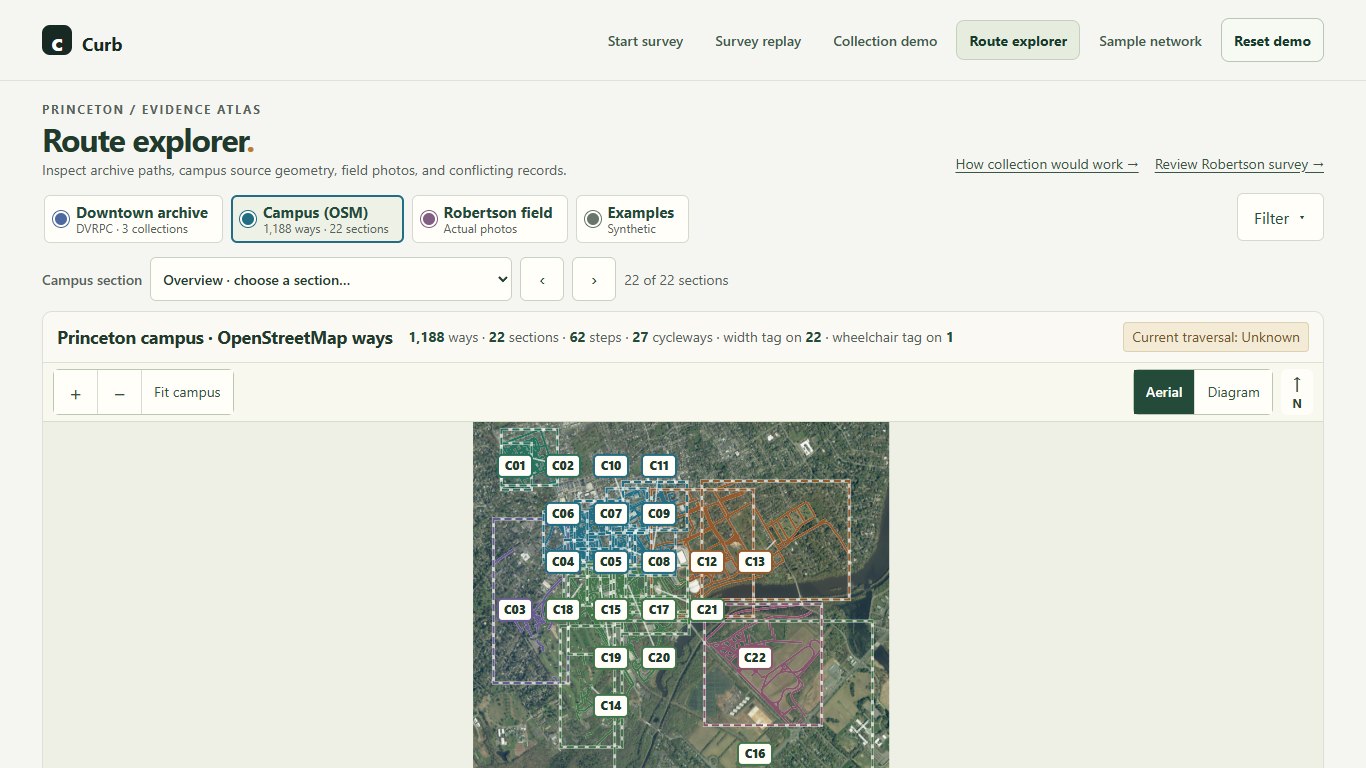 c Curb
Start survey
Survey replay
Collection demo
Route explorer
Sample network
Reset demo
PRINCETON / EVIDENCE ATLAS
Route explorer.
Inspect archive paths, campus source geometry, field photos, and conflicting records.
How collection would work →
Review Robertson survey →
Downtown archive
DVRPC · 3 collections
Campus (OSM)
1,188 ways · 22 sections
Robertson field
Actual photos
Examples
Synthetic
Filter
Campus section
Overview · choose a section...
‹
›
22 of 22 sections
Princeton campus · OpenStreetMap ways
1,188 ways · 22 sections · 62 steps · 27 cycleways · width tag on 22 · wheelchair tag on 1
Current traversal: Unknown
+
−
Fit campus
Aerial
Diagram
↑
N
C01 C02 C10 C11
C06 C07 C09
C04 C05 C08 C12 C13
C03 C18 C15 C17 C21
C19 C20 C22
C14
C16